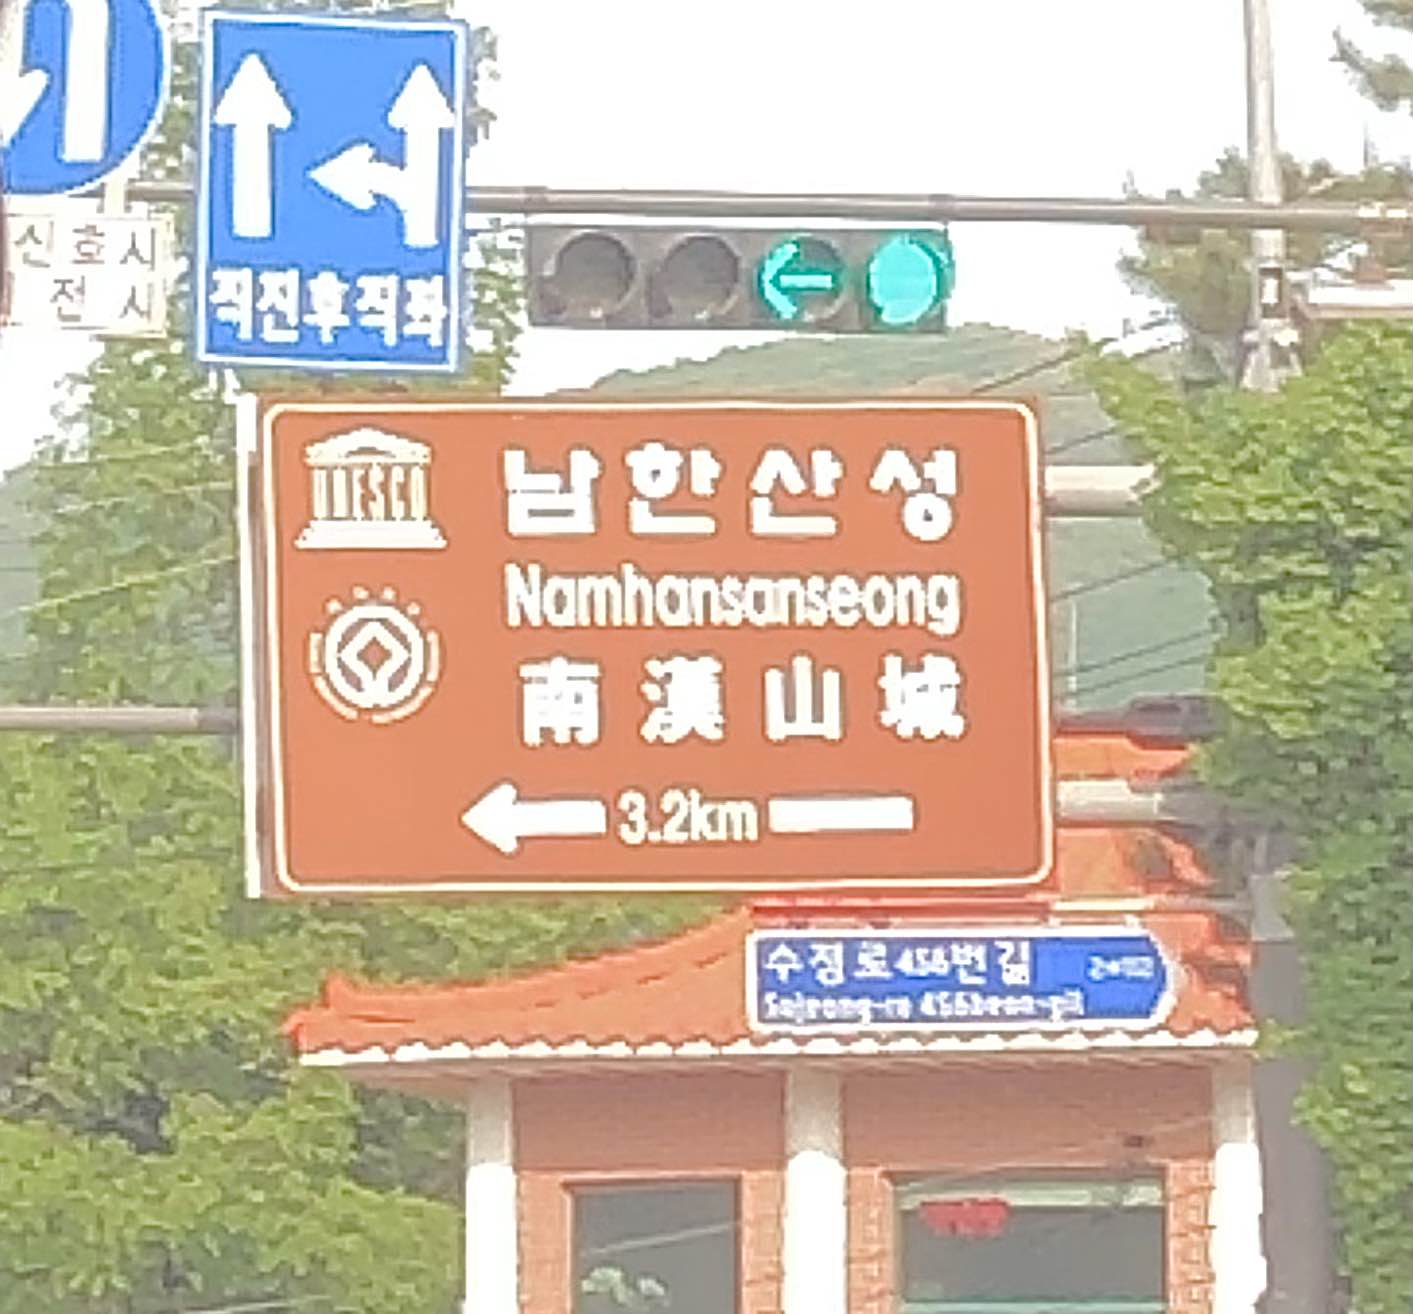 신호시
전 시
직진후직좌
UNESCO
남한산성
Namhansanseong
南漢山城
3.2km
수정로456번길
Sujeong-ro 456beon-gil